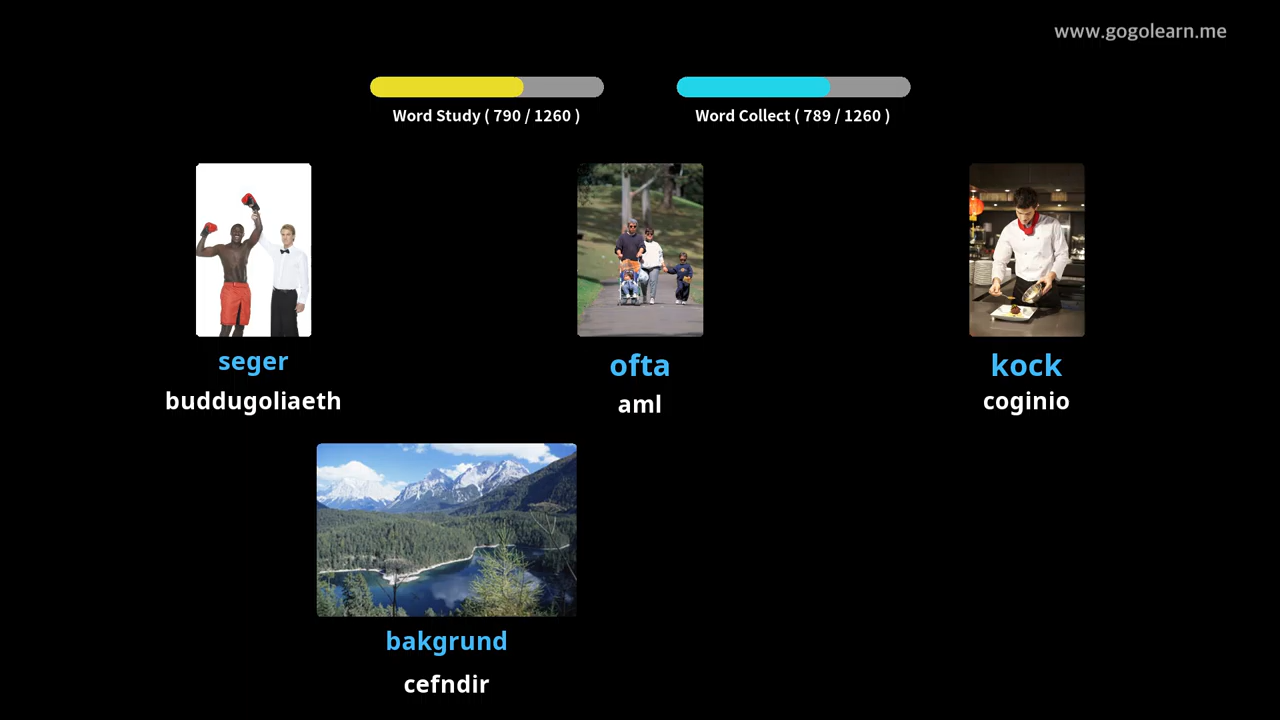 www.gogolearn.me
Word Study ( 790 / 1260 )
Word Collect ( 789 / 1260 )
seger
buddugoliaeth
ofta
aml
kock
coginio
bakgrund
cefndir